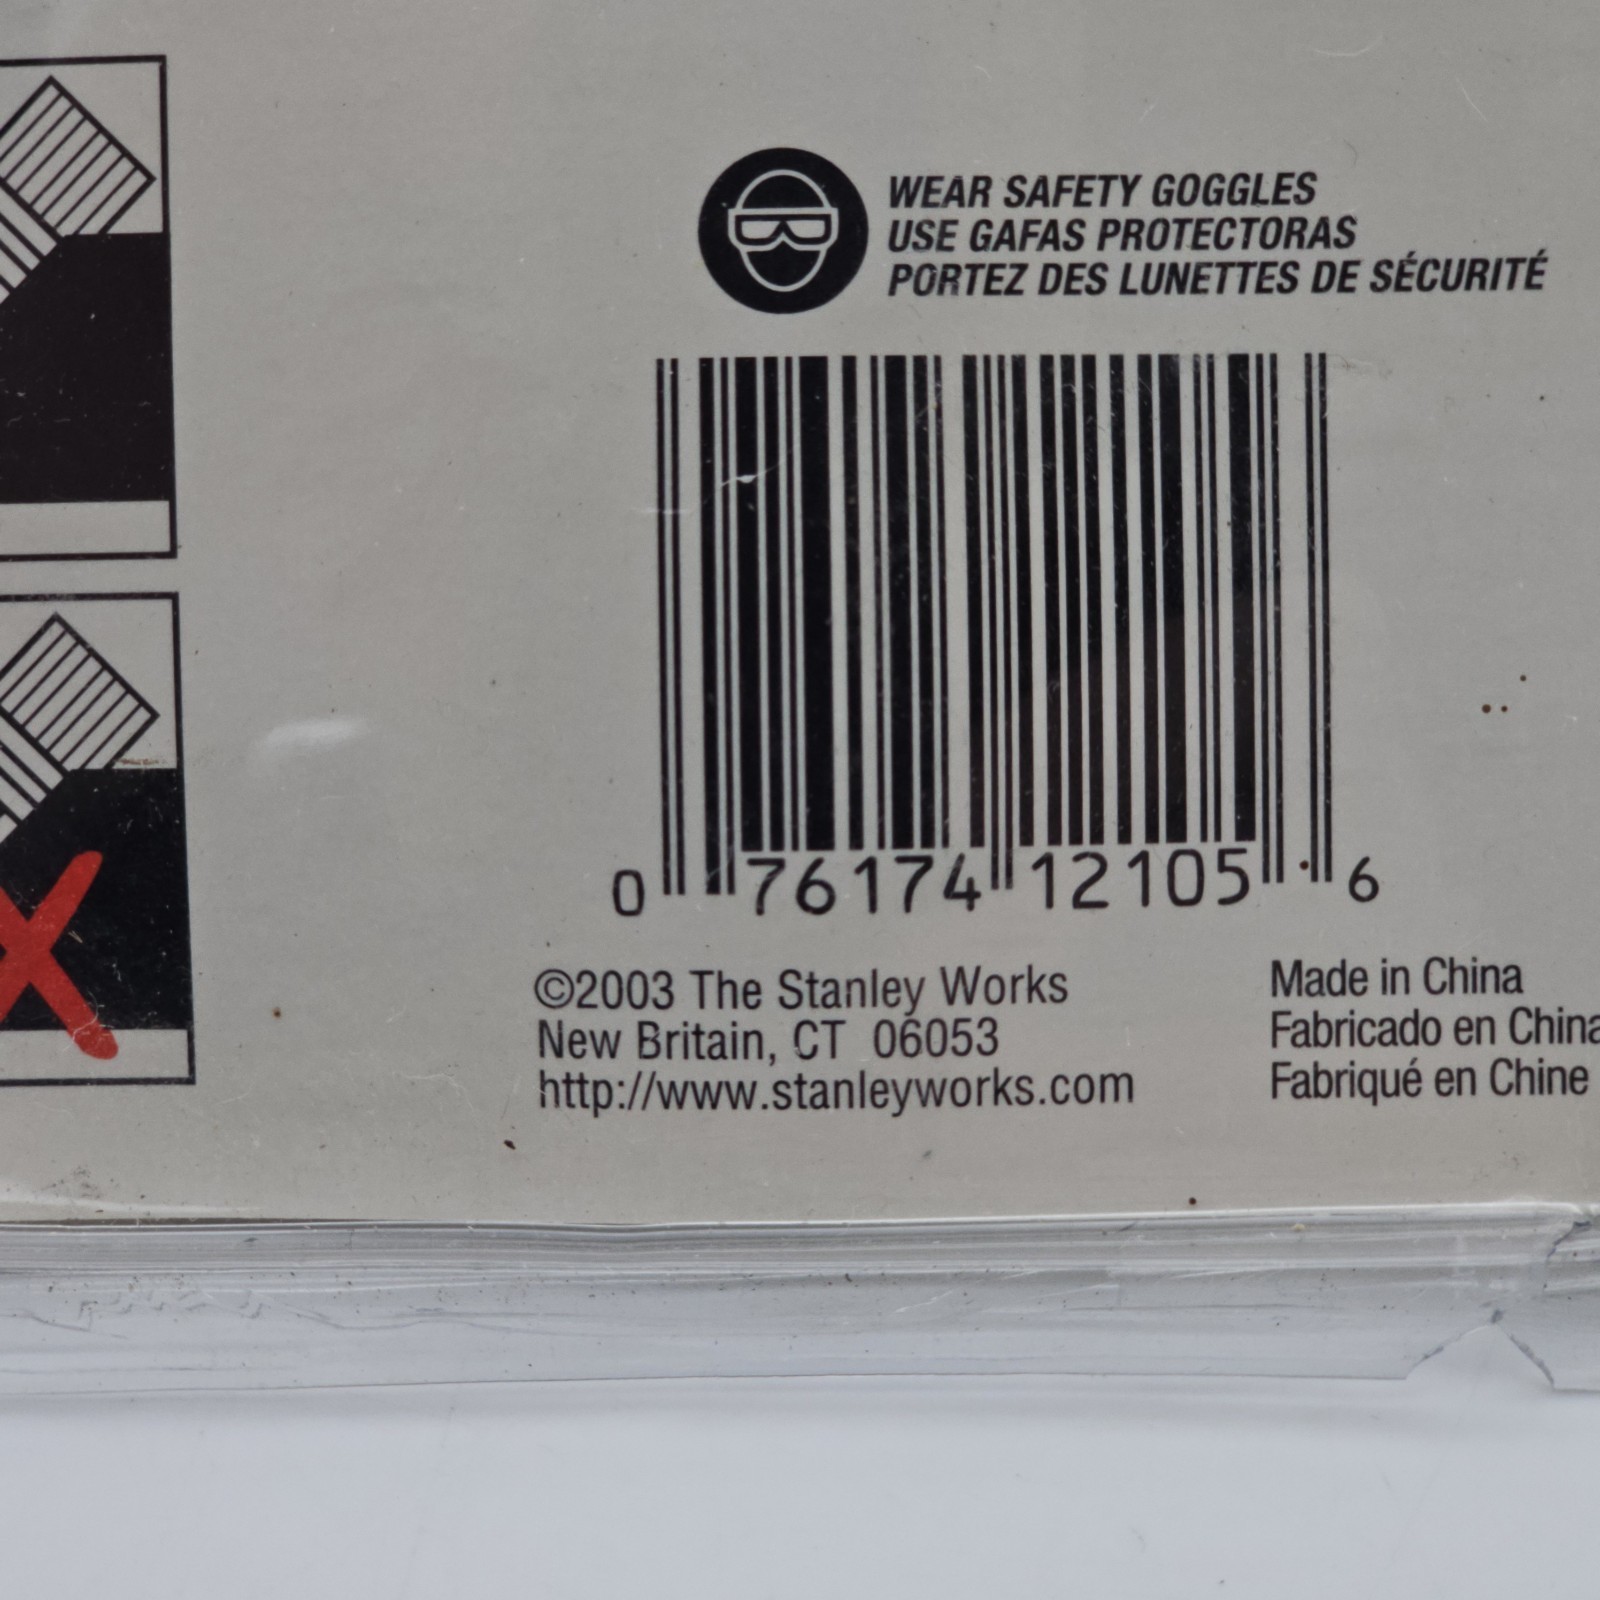 WEAR SAFETY GOGGLES
USE GAFAS PROTECTORAS
PORTEZ DES LUNETTES DE SÉCURITÉ
0 76174 12105 6
©2003 The Stanley Works
New Britain, CT 06053
http://www.stanleyworks.com
Made in China
Fabricado en China
Fabriqué en Chine